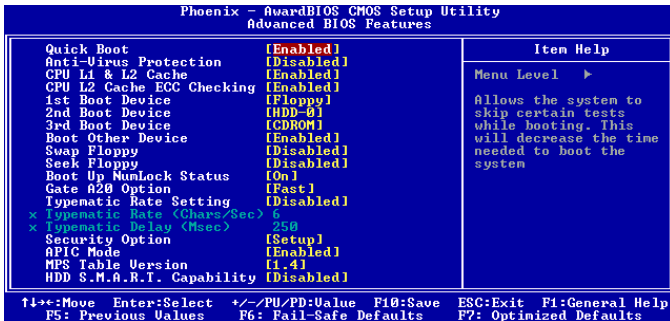 Phoenix - AwardBIOS CMOS Setup Utility
Advanced BIOS Features
Quick Boot [Enabled]
Anti-Virus Protection [Disabled]
CPU L1 & L2 Cache [Enabled]
CPU L2 Cache ECC Checking [Enabled]
1st Boot Device [Floppy]
2nd Boot Device [HDD-0]
3rd Boot Device [CDROM]
Boot Other Device [Enabled]
Swap Floppy [Disabled]
Seek Floppy [Disabled]
Boot Up NumLock Status [On]
Gate A20 Option [Fast]
Typematic Rate Setting [Disabled]
x Typematic Rate (Chars/Sec) 6
x Typematic Delay (Msec) 250
Security Option [Setup]
APIC Mode [Enabled]
MPS Table Version [1.4]
HDD S.M.A.R.T. Capability [Disabled]
Item Help
Menu Level ▶
Allows the system to
skip certain tests
while booting. This
will decrease the time
needed to boot the
system
↑↓→←:Move Enter:Select +/-/PU/PD:Value F10:Save ESC:Exit F1:General Help
F5: Previous Values F6: Fail-Safe Defaults F7: Optimized Defaults